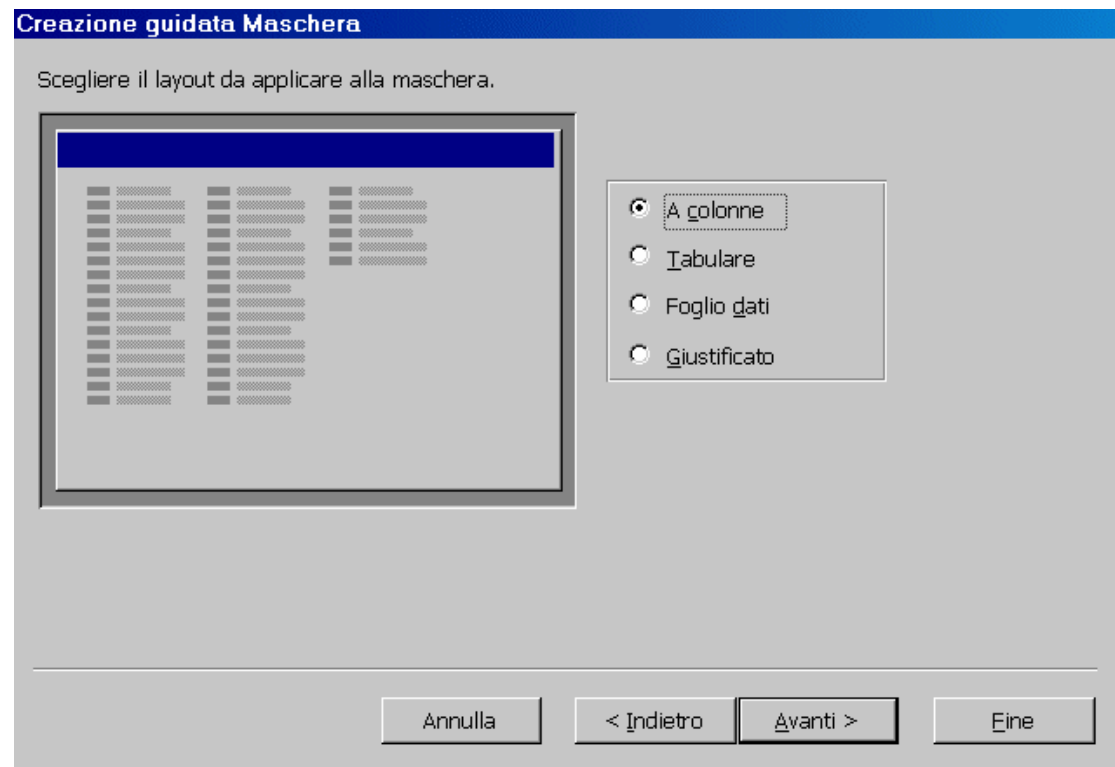 Creazione guidata Maschera
Scegliere il layout da applicare alla maschera.
A colonne
Tabulare
Foglio dati
Giustificato
Annulla
< Indietro
Avanti >
Fine